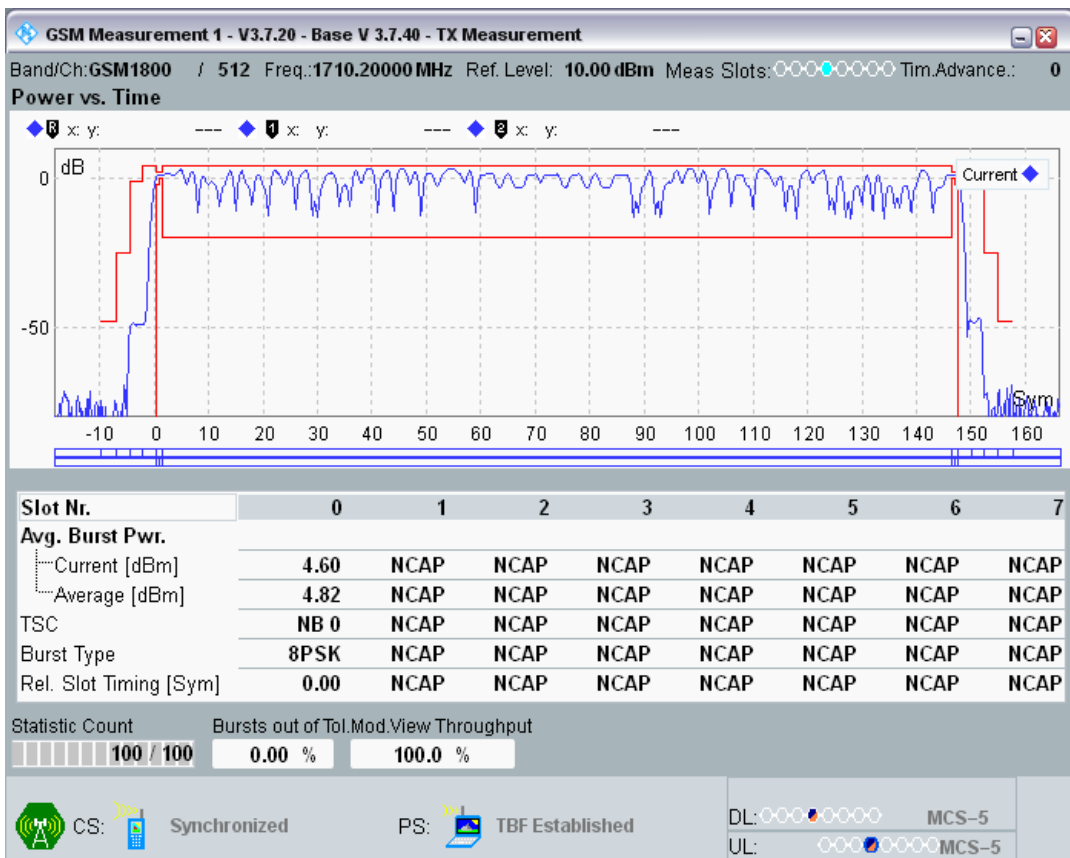 GSM Measurement 1 - V3.7.20 - Base V 3.7.40 - TX Measurement
Band/Ch:GSM1800 / 512 Freq.:1710.20000 MHz Ref. Level: 10.00 dBm Meas Slots: Tim.Advance.: 0
Power vs. Time
R x: y: --- 1 x: y: --- 2 x: y: ---
dB
0
Current
-50
Sym
-10 0 10 20 30 40 50 60 70 80 90 100 110 120 130 140 150 160
Slot Nr. 0 1 2 3 4 5 6 7
Avg. Burst Pwr.
Current [dBm] 4.60 NCAP NCAP NCAP NCAP NCAP NCAP NCAP
Average [dBm] 4.82 NCAP NCAP NCAP NCAP NCAP NCAP NCAP
TSC NB 0 NCAP NCAP NCAP NCAP NCAP NCAP NCAP
Burst Type 8PSK NCAP NCAP NCAP NCAP NCAP NCAP NCAP
Rel. Slot Timing [Sym] 0.00 NCAP NCAP NCAP NCAP NCAP NCAP NCAP
Statistic Count Bursts out of Tol.Mod.View Throughput
100 / 100 0.00 % 100.0 %
CS: Synchronized PS: TBF Established DL: MCS-5
UL: MCS-5